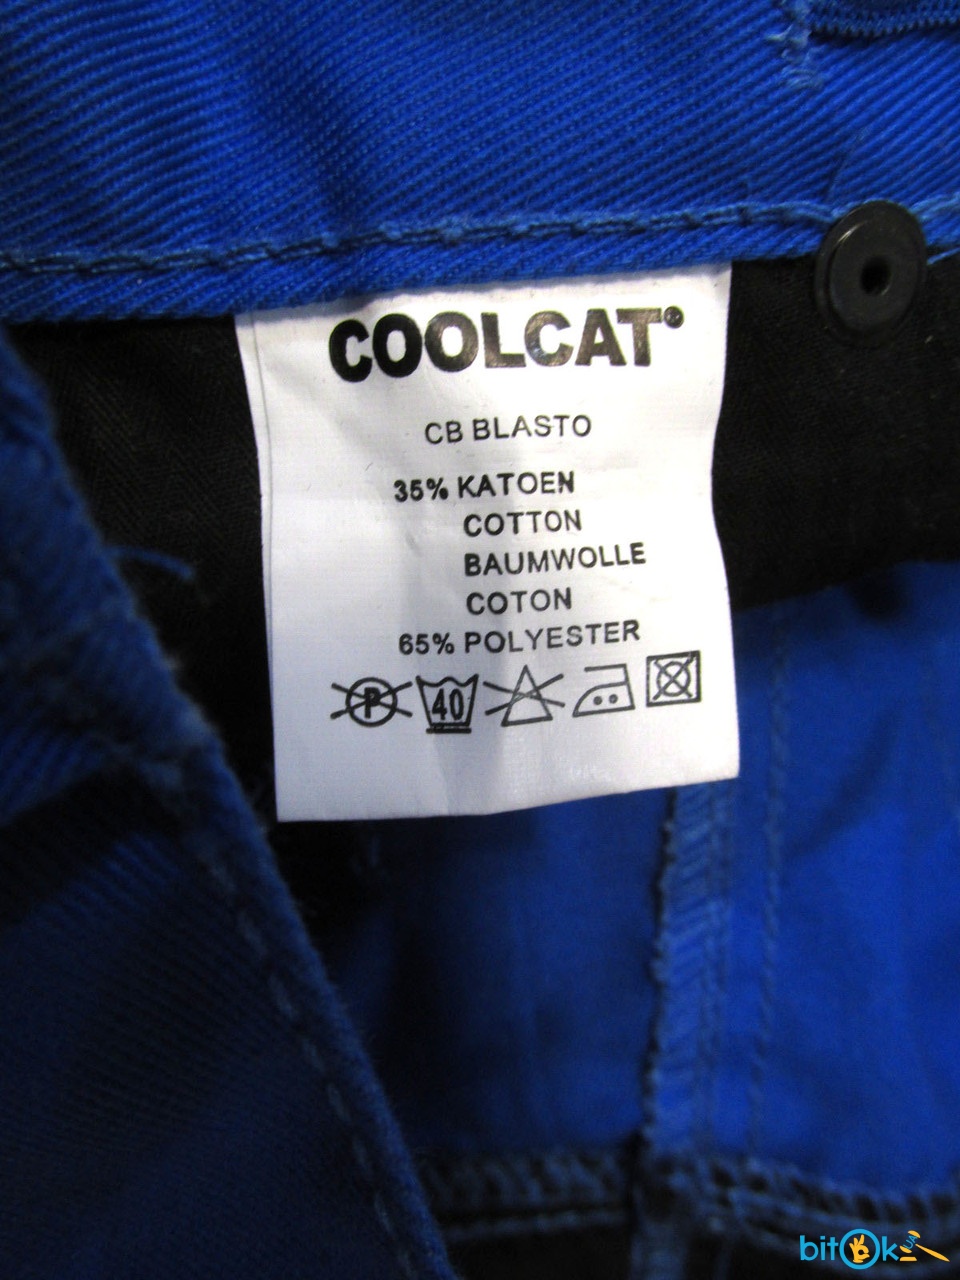 COOLCAT®
CB BLASTO
35% KATOEN
COTTON
BAUMWOLLE
COTON
65% POLYESTER
P 40
bitOk